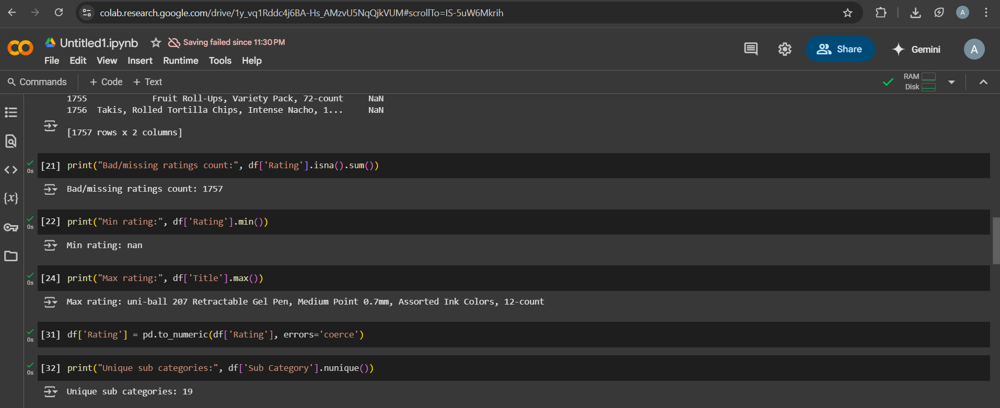 colab.research.google.com/drive/1y_vq1Rddc4j6BA-Hs_AMzvU5NqQjkVUM#scrollTo=IS-5uW6Mkrih
A
Untitled1.ipynb
Saving failed since 11:30 PM
File Edit View Insert Runtime Tools Help
Share
Gemini
A
Commands
+ Code + Text
RAM
Disk
1755 Fruit Roll-Ups, Variety Pack, 72-count NaN
1756 Takis, Rolled Tortilla Chips, Intense Nacho, 1... NaN
[1757 rows x 2 columns]
0s
[21] print("Bad/missing ratings count:", df['Rating'].isna().sum())
Bad/missing ratings count: 1757
0s
[22] print("Min rating:", df['Rating'].min())
Min rating: nan
0s
[24] print("Max rating:", df['Title'].max())
Max rating: uni-ball 207 Retractable Gel Pen, Medium Point 0.7mm, Assorted Ink Colors, 12-count
0s
[31] df['Rating'] = pd.to_numeric(df['Rating'], errors='coerce')
0s
[32] print("Unique sub categories:", df['Sub Category'].nunique())
Unique sub categories: 19